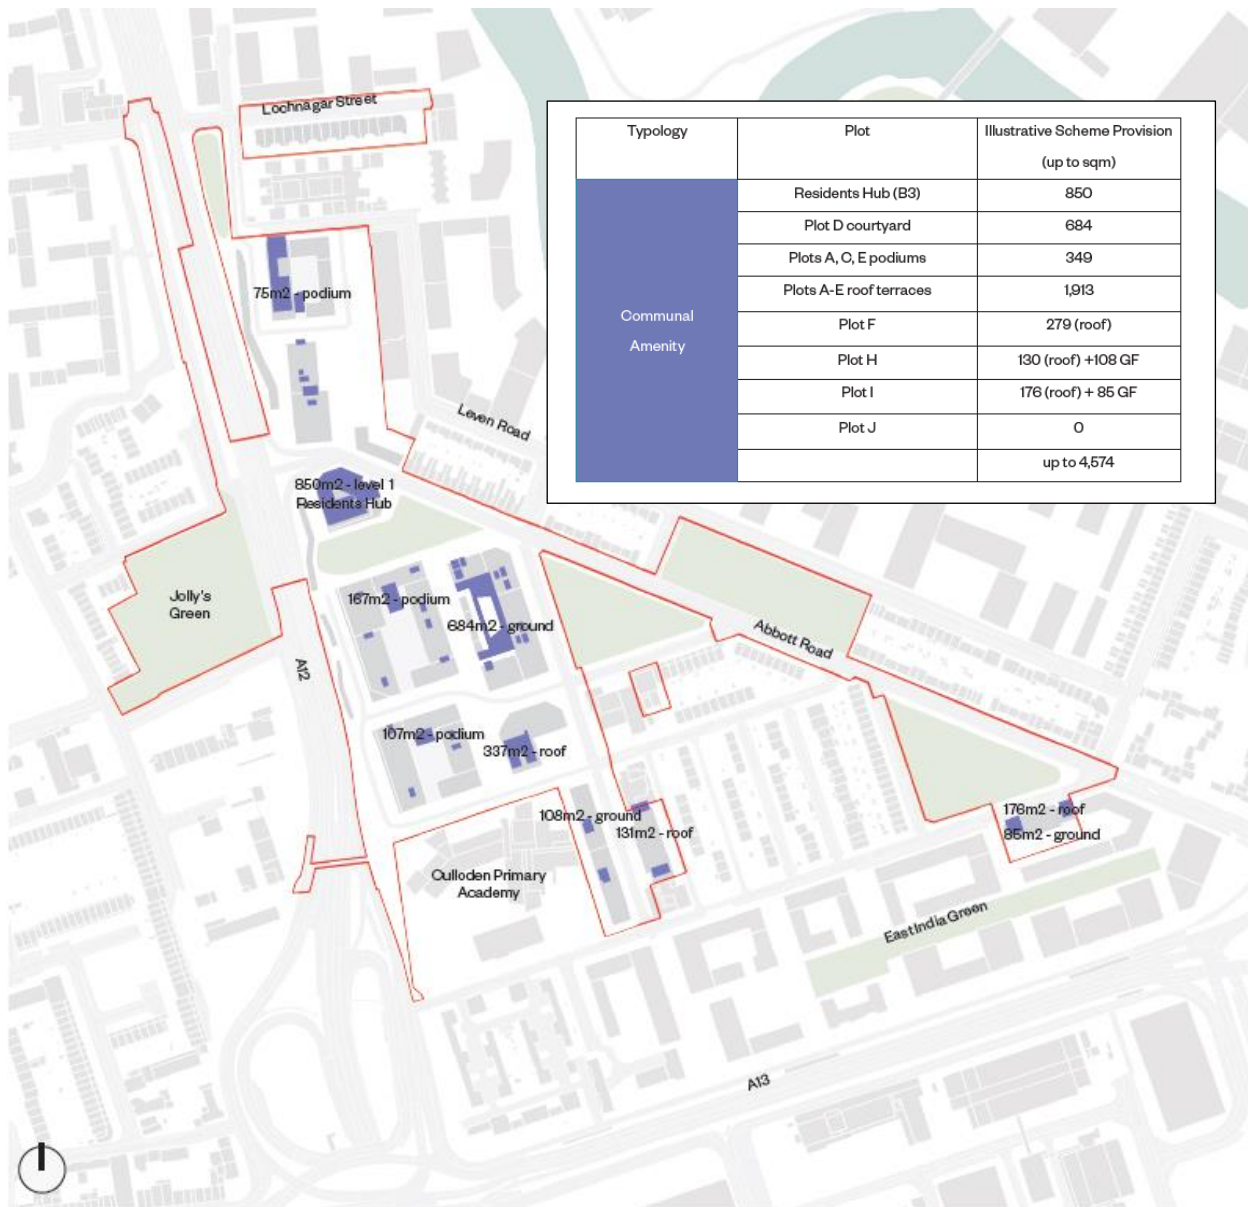 Lochnagar Street
Typology
Plot
Illustrative Scheme Provision
(up to sqm)
Communal
Amenity
Residents Hub (B3)
850
Plot D courtyard
684
Plots A, C, E podiums
349
Plots A-E roof terraces
1,913
Plot F
279 (roof)
Plot H
130 (roof) +108 GF
Plot I
176 (roof) + 85 GF
Plot J
0
up to 4,574
75m2 - podium
Leven Road
850m2 - level 1
Residents Hub
Jolly's
Green
167m2 - podium
684m2 - ground
Abbott Road
A12
107m2 - podium
337m2 - roof
108m2 - ground
131m2 - roof
176m2 - roof
85m2 - ground
Culloden Primary
Academy
East India Green
A13